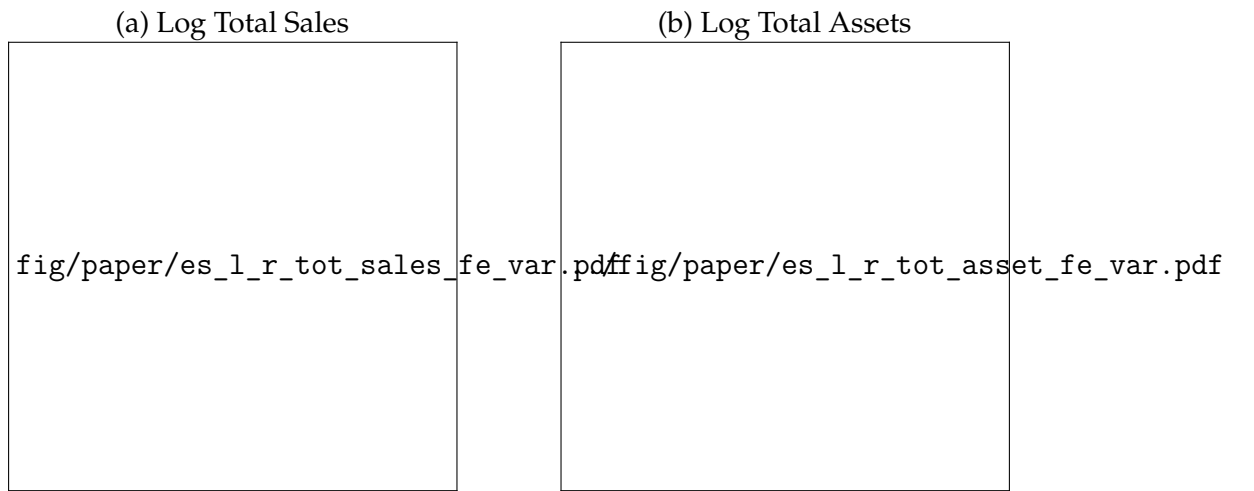 (a) Log Total Sales
(b) Log Total Assets
fig/paper/es_l_r_tot_sales_fe_var.pdf
fig/paper/es_l_r_tot_asset_fe_var.pdf